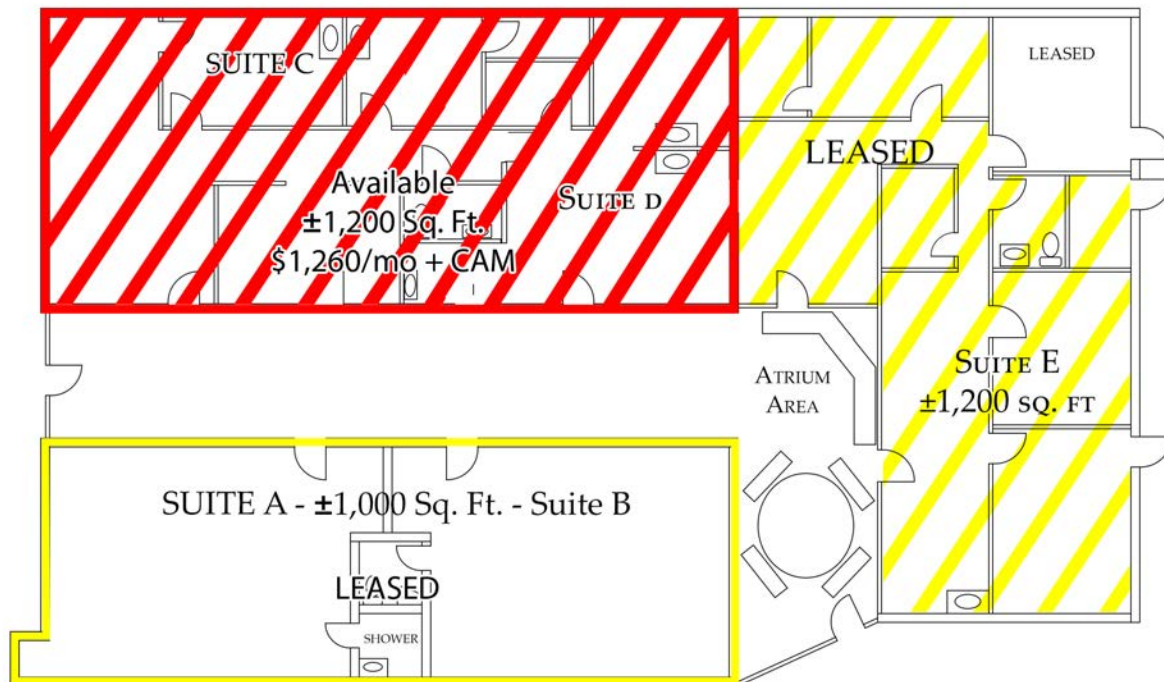 SUITE C
LEASED
LEASED
Available
±1,200 Sq. Ft.
$1,260/mo + CAM
SUITE D
SUITE E
±1,200 SQ. FT
ATRIUM
AREA
SUITE A - ±1,000 Sq. Ft. - Suite B
LEASED
SHOWER